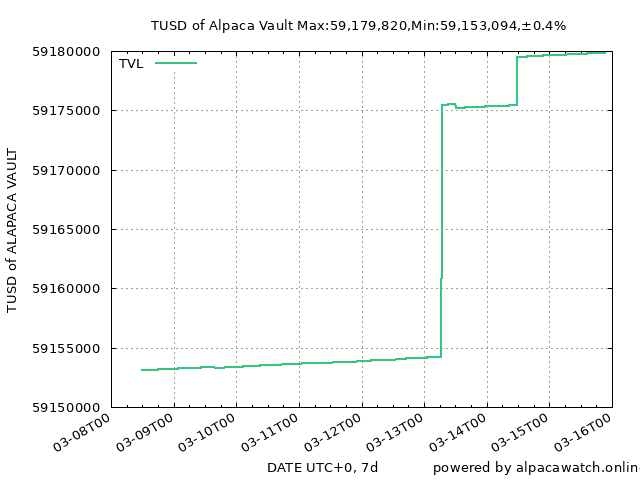 TUSD of Alpaca Vault Max:59,179,820,Min:59,153,094,±0.4%
TVL
59180000
59175000
59170000
59165000
59160000
59155000
59150000
TUSD of ALAPACA VAULT
03-08T00
03-09T00
03-10T00
03-11T00
03-12T00
03-13T00
03-14T00
03-15T00
03-16T00
DATE UTC+0, 7d
powered by alpacawatch.online